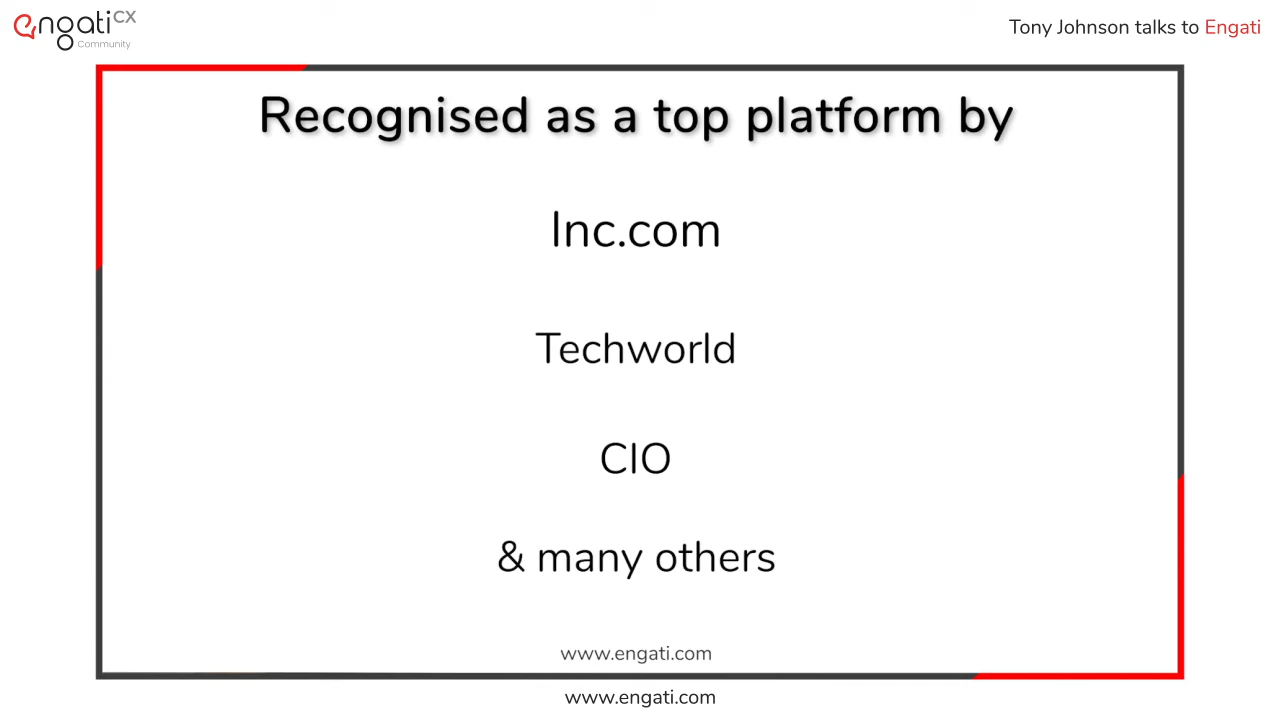 engati CX
Community
Tony Johnson talks to Engati
Recognised as a top platform by
Inc.com
Techworld
CIO
& many others
www.engati.com
www.engati.com